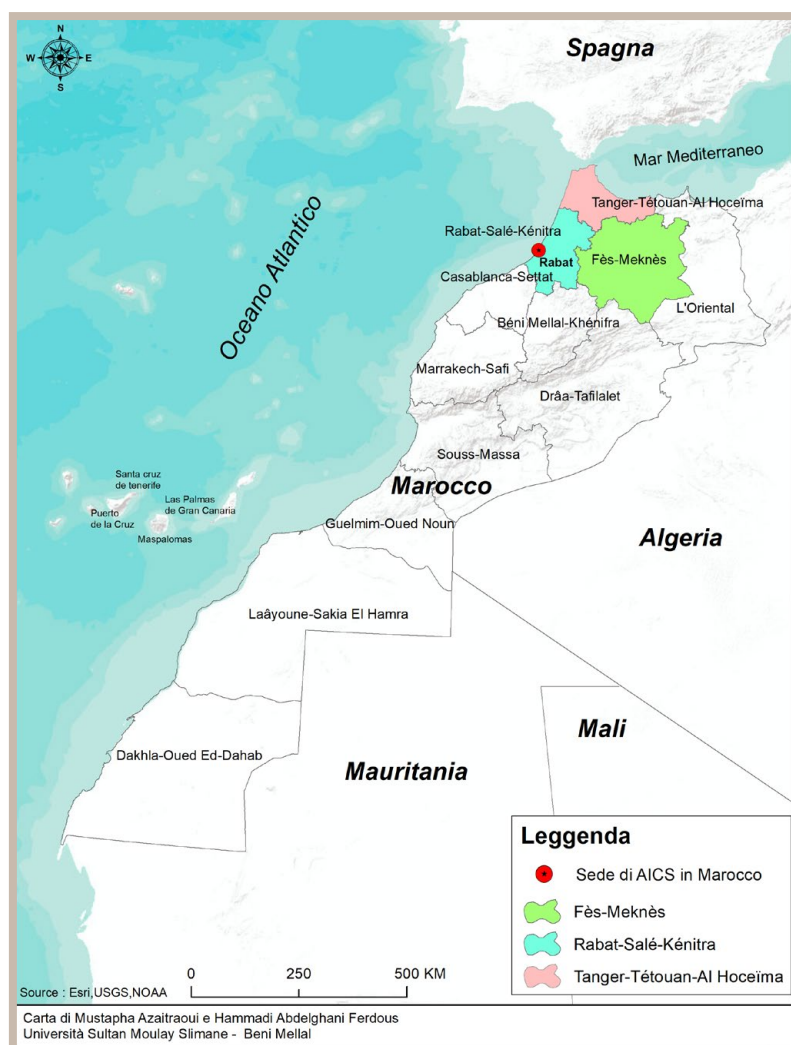 N
W
E
S
Spagna
Mar Mediterraneo
Tanger-Tétouan-Al Hoceïma
Rabat-Salé-Kénitra
Rabat
Fès-Meknès
Casablanca-Settat
L'Oriental
Oceano Atlantico
Béni Mellal-Khénifra
Marrakech-Safi
Drâa-Tafilalet
Souss-Massa
Marocco
Santa cruz
de tenerife
Las Palmas
de Gran Canaria
Puerto
de la Cruz
Maspalomas
Guelmim-Oued Noun
Algeria
Laâyoune-Sakia El Hamra
Mali
Dakhla-Oued Ed-Dahab
Mauritania
Leggenda
Sede di AICS in Marocco
Fès-Meknès
Rabat-Salé-Kénitra
Tanger-Tétouan-Al Hoceïma
0 250 500 KM
Source : Esri,USGS,NOAA
Carta di Mustapha Azaitraoui e Hammadi Abdelghani Ferdous
Università Sultan Moulay Slimane - Beni Mellal